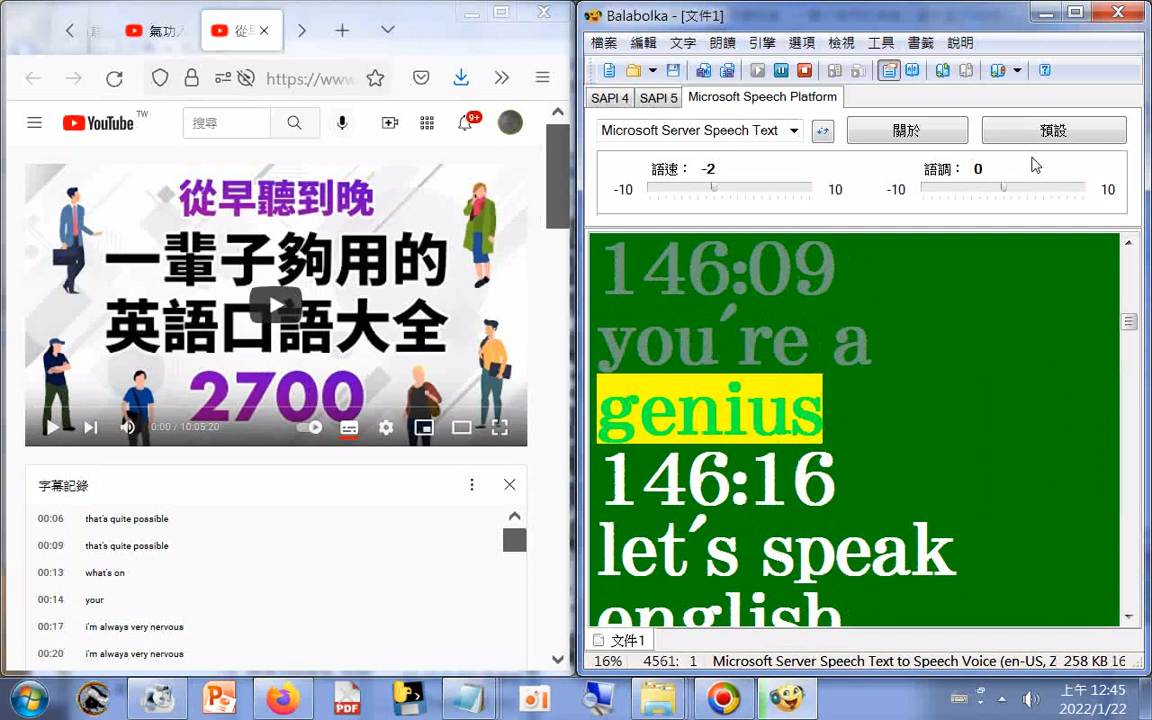 從
https://www
YouTube TW
搜尋
9+
從早聽到晚
一輩子夠用的
英語口語大全
2700
0:00 / 10:05:20
字幕記錄
00:06 that's quite possible
00:09 that's quite possible
00:13 what's on
00:14 your
00:17 i'm always very nervous
00:20 i'm always very nervous
Balabolka - [文件1]
檔案 編輯 文字 朗讀 引擎 選項 檢視 工具 書籤 說明
SAPI 4 SAPI 5 Microsoft Speech Platform
Microsoft Server Speech Text
關於
預設
語速: -2
語調: 0
-10 10 -10 10
146:09
you´re a
genius
146:16
let´s speak
english
文件1
16% 4561: 1 Microsoft Server Speech Text to Speech Voice (en-US, Z 258 KB 16
PDF
上午 12:45
2022/1/22